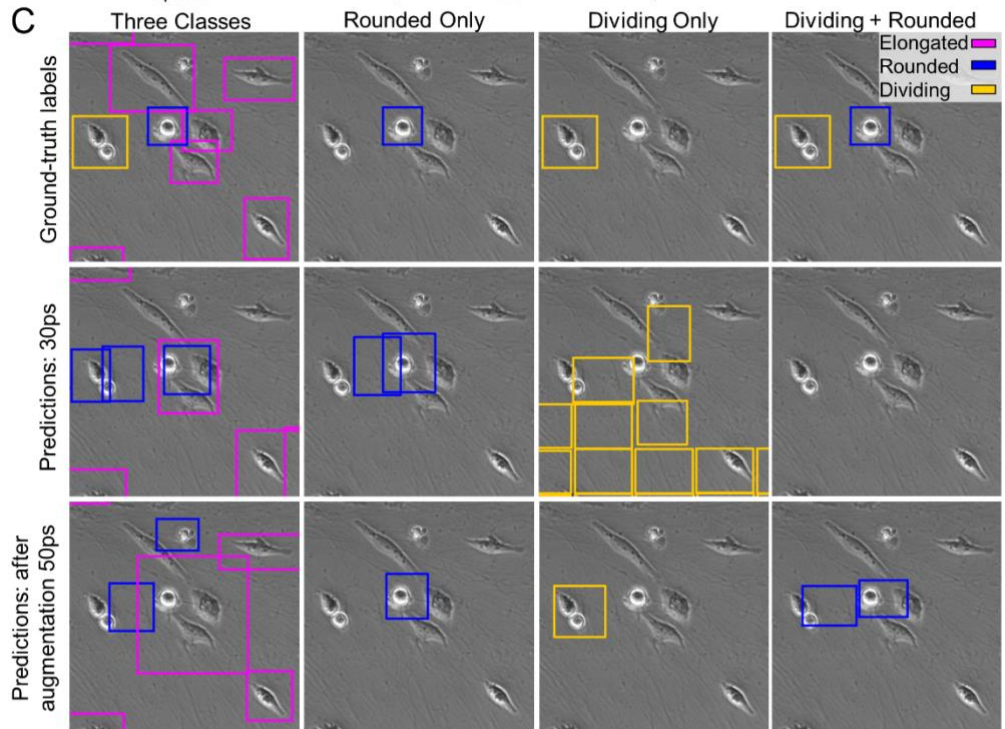 C
Three Classes
Rounded Only
Dividing Only
Dividing + Rounded
Elongated
Rounded
Dividing
Ground-truth labels
Predictions: 30ps
Predictions: after
augmentation 50ps